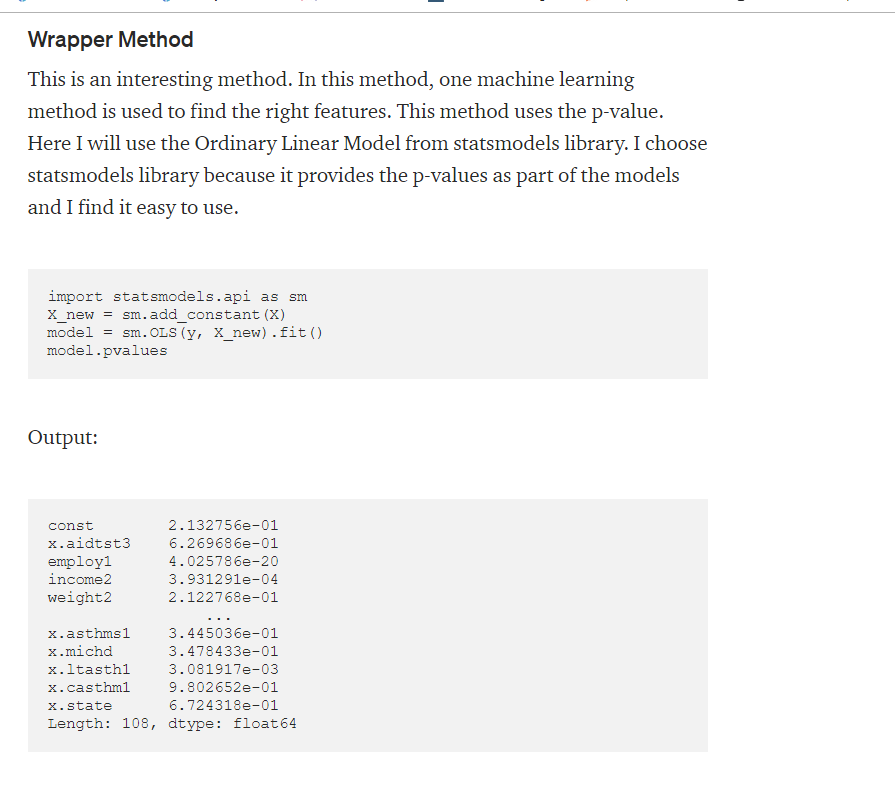 Wrapper Method
This is an interesting method. In this method, one machine learning
method is used to find the right features. This method uses the p-value.
Here I will use the Ordinary Linear Model from statsmodels library. I choose
statsmodels library because it provides the p-values as part of the models
and I find it easy to use.
import statsmodels.api as sm
X_new = sm.add_constant(X)
model = sm.OLS(y, X_new).fit()
model.pvalues
Output:
const 2.132756e-01
x.aidtst3 6.269686e-01
employ1 4.025786e-20
income2 3.931291e-04
weight2 2.122768e-01
...
x.asthms1 3.445036e-01
x.michd 3.478433e-01
x.ltasth1 3.081917e-03
x.casthm1 9.802652e-01
x.state 6.724318e-01
Length: 108, dtype: float64